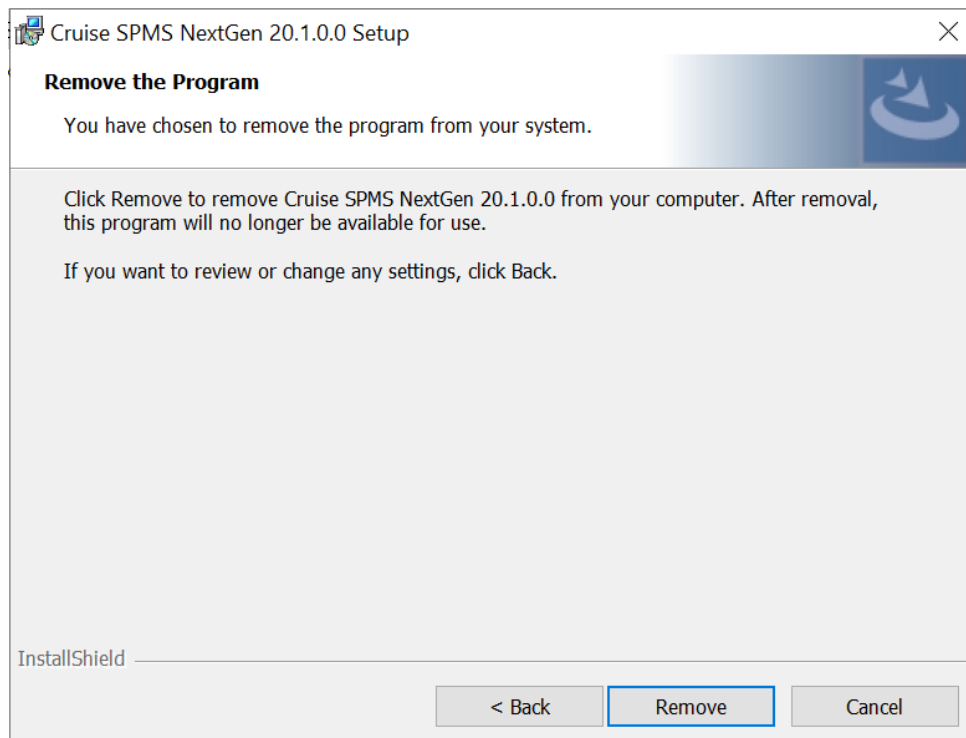 Cruise SPMS NextGen 20.1.0.0 Setup
Remove the Program
You have chosen to remove the program from your system.
Click Remove to remove Cruise SPMS NextGen 20.1.0.0 from your computer. After removal,
this program will no longer be available for use.
If you want to review or change any settings, click Back.
InstallShield
< Back
Remove
Cancel